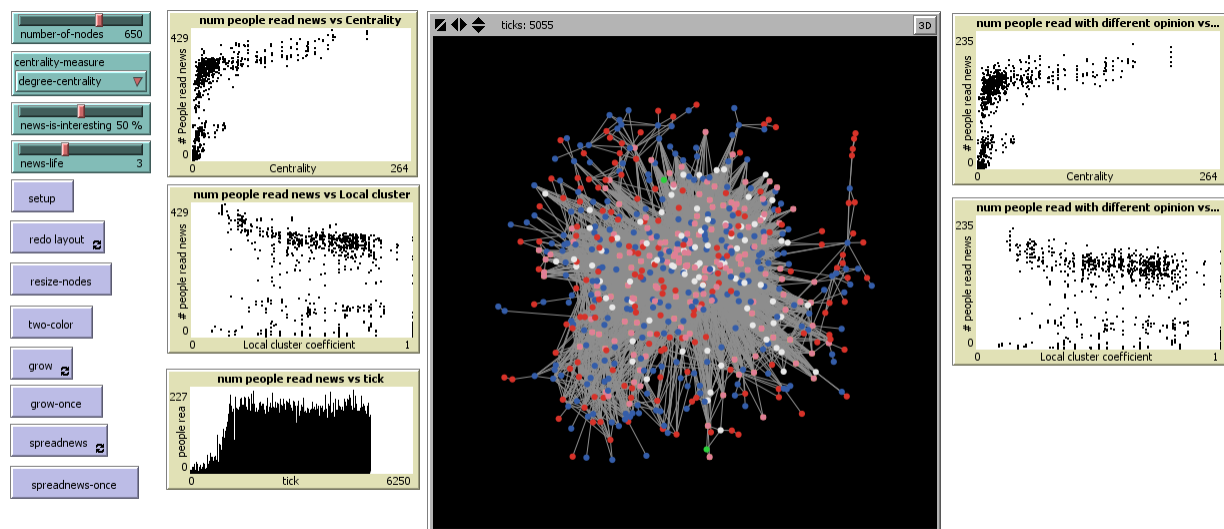 number-of-nodes 650
centrality-measure
degree-centrality
news-is-interesting 50 %
news-life 3
setup
redo layout
resize-nodes
two-color
grow
grow-once
spreadnews
spreadnews-once
num people read news vs Centrality
429
# People read news
0
0
Centrality
264
num people read news vs Local cluster
429
# people read news
0
0
Local cluster coefficient
1
num people read news vs tick
227
people rea
0
0
tick
6250
ticks: 5055
3D
num people read with different opinion vs...
235
# people read news
0
0
Centrality
264
num people read with different opinion vs...
235
# people read news
0
0
Local cluster coefficient
1